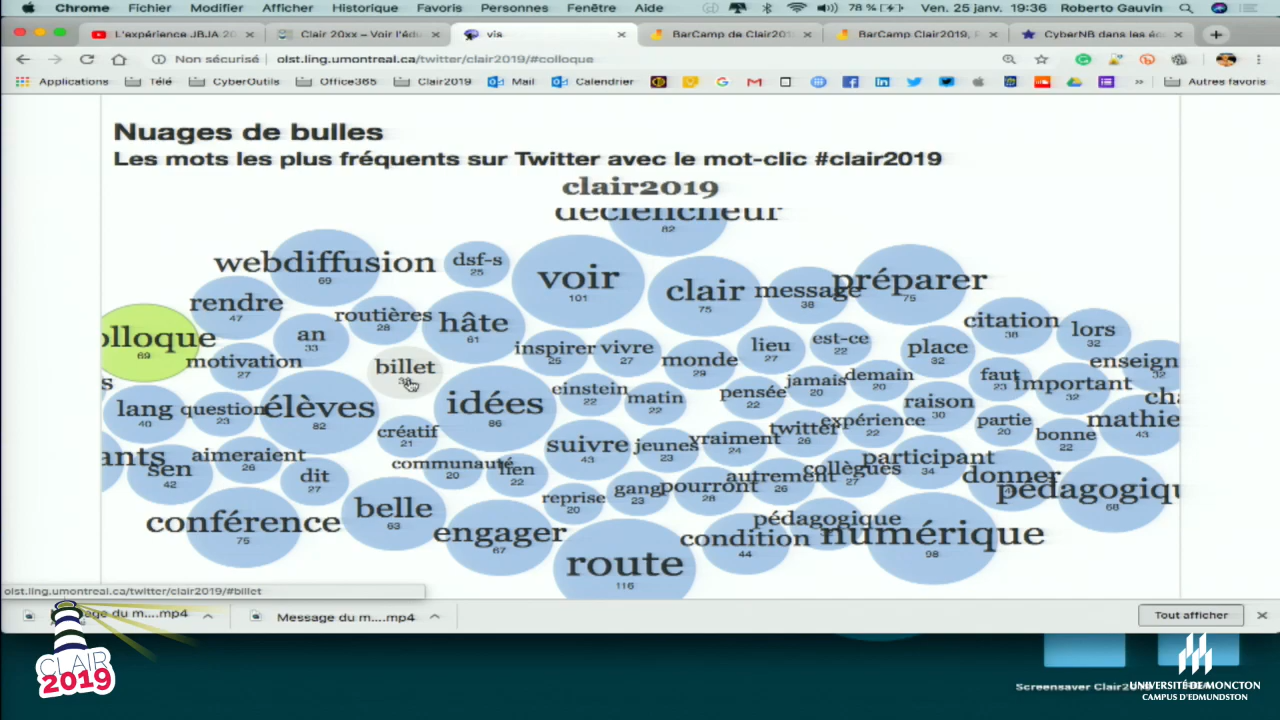 Chrome Fichier Modifier Afficher Historique Favoris Personnes Fenêtre Aide 78 % Ven. 25 janv. 19:36 Roberto Gauvin
L'expérience JBJA 20 Clair 20xx – Voir l'édu vis BarCamp de Clair201 BarCamp Clair2019, CyberNB dans les éc
Non sécurisé olst.ling.umontreal.ca/twitter/clair2019/#colloque
Applications Télé CyberOutils Office365 Clair2019 Mail Calendrier » Autres favoris
Nuages de bulles
Les mots les plus fréquents sur Twitter avec le mot-clic #clair2019
clair2019
déclencheur
82
webdiffusion
69
dsf-s
25
voir
101
clair
75
message
38
préparer
75
rendre
47
routières
28
hâte
61
citation
38
lors
32
olloque
69
an
33
inspirer
25
vivre
27
monde
29
lieu
27
est-ce
22
place
32
enseign
32
motivation
27
billet
38
einstein
22
matin
22
pensée
22
jamais
20
demain
20
faut
23
important
32
s
lang
40
question
23
élèves
82
idées
86
raison
30
cha
créatif
21
suivre
43
jeunes
23
vraiment
24
twitter
26
expérience
22
partie
20
bonne
22
mathie
43
ants
sen
42
aimeraient
26
dit
27
communauté
20
lien
22
autrement
26
collègues
27
participant
34
donner
pédagogiqu
68
reprise
20
gang
23
pourront
28
conférence
75
belle
63
engager
67
route
116
condition
44
pédagogique
numérique
98
olst.ling.umontreal.ca/twitter/clair2019/#billet
ge du m....mp4 Message du m....mp4 Tout afficher
CLAIR
2019
Screensaver Clair2019
UNIVERSITÉ DE MONCTON
CAMPUS D'EDMUNDSTON